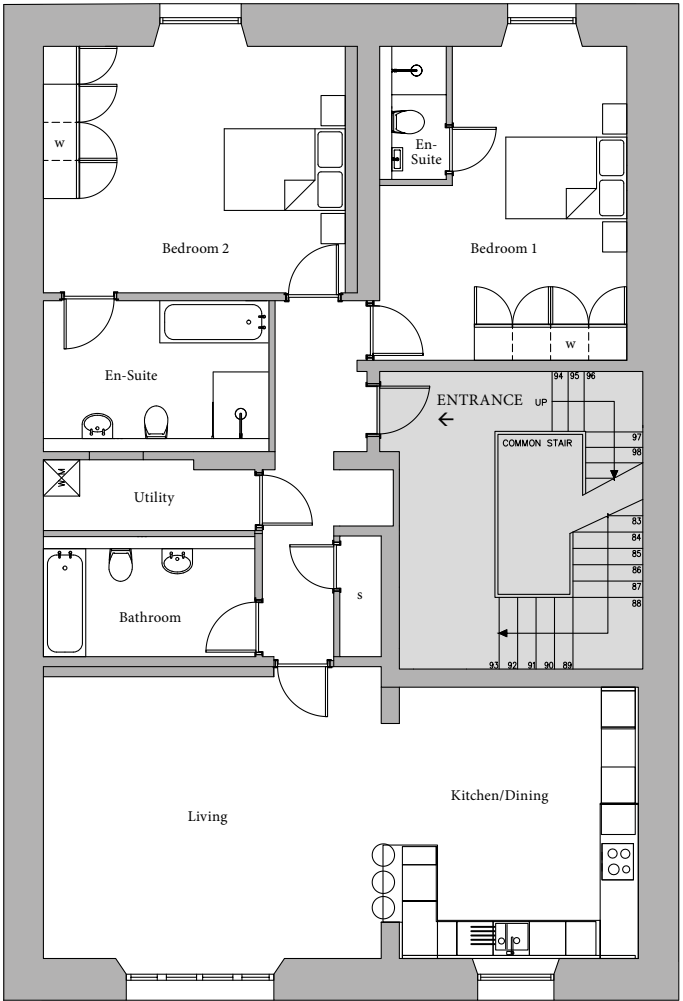 w
En-
Suite
Bedroom 2
Bedroom 1
w
En-Suite
94 95 96
ENTRANCE UP
←
COMMON STAIR
97
98
W/M
Utility
83
84
85
86
87
88
s
Bathroom
93 92 91 90 89
Kitchen/Dining
Living